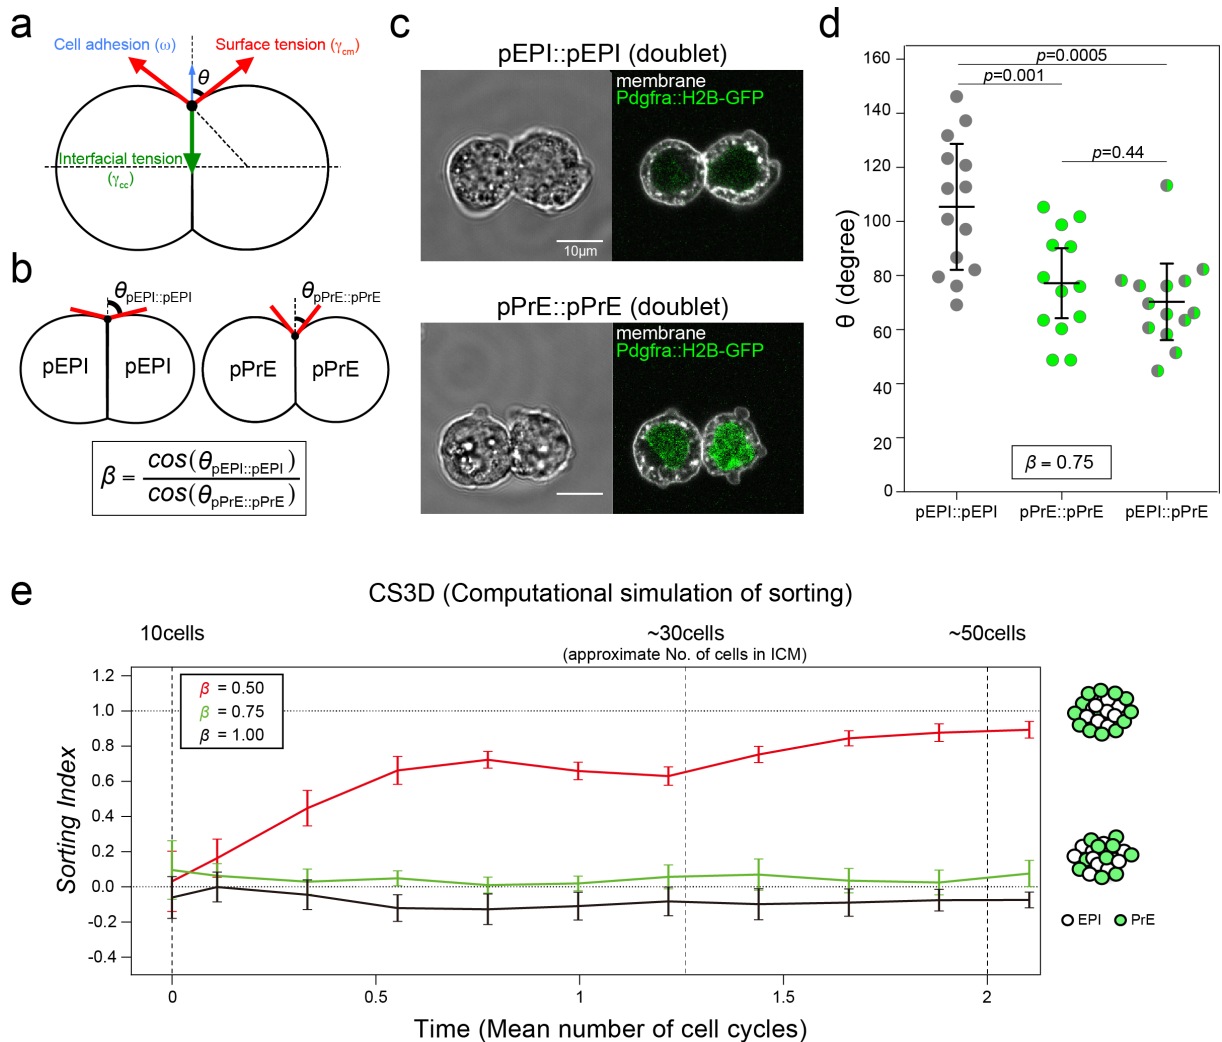 a
Cell adhesion (ω)
Surface tension (γcm)
θ
Interfacial tension
(γcc)
b
θpEPI::pEPI
θpPrE::pPrE
pEPI
pEPI
pPrE
pPrE
β = cos(θpEPI::pEPI) / cos(θpPrE::pPrE)
c
pEPI::pEPI (doublet)
membrane
Pdgfra::H2B-GFP
10μm
pPrE::pPrE (doublet)
membrane
Pdgfra::H2B-GFP
d
160
140
120
100
80
60
40
20
0
θ (degree)
p=0.0005
p=0.001
p=0.44
β = 0.75
pEPI::pEPI
pPrE::pPrE
pEPI::pPrE
e
CS3D (Computational simulation of sorting)
10cells
~30cells
~50cells
(approximate No. of cells in ICM)
1.2
1.0
0.8
0.6
0.4
0.2
0.0
-0.2
-0.4
Sorting Index
β = 0.50
β = 0.75
β = 1.00
EPI
PrE
0
0.5
1
1.5
2
Time (Mean number of cell cycles)